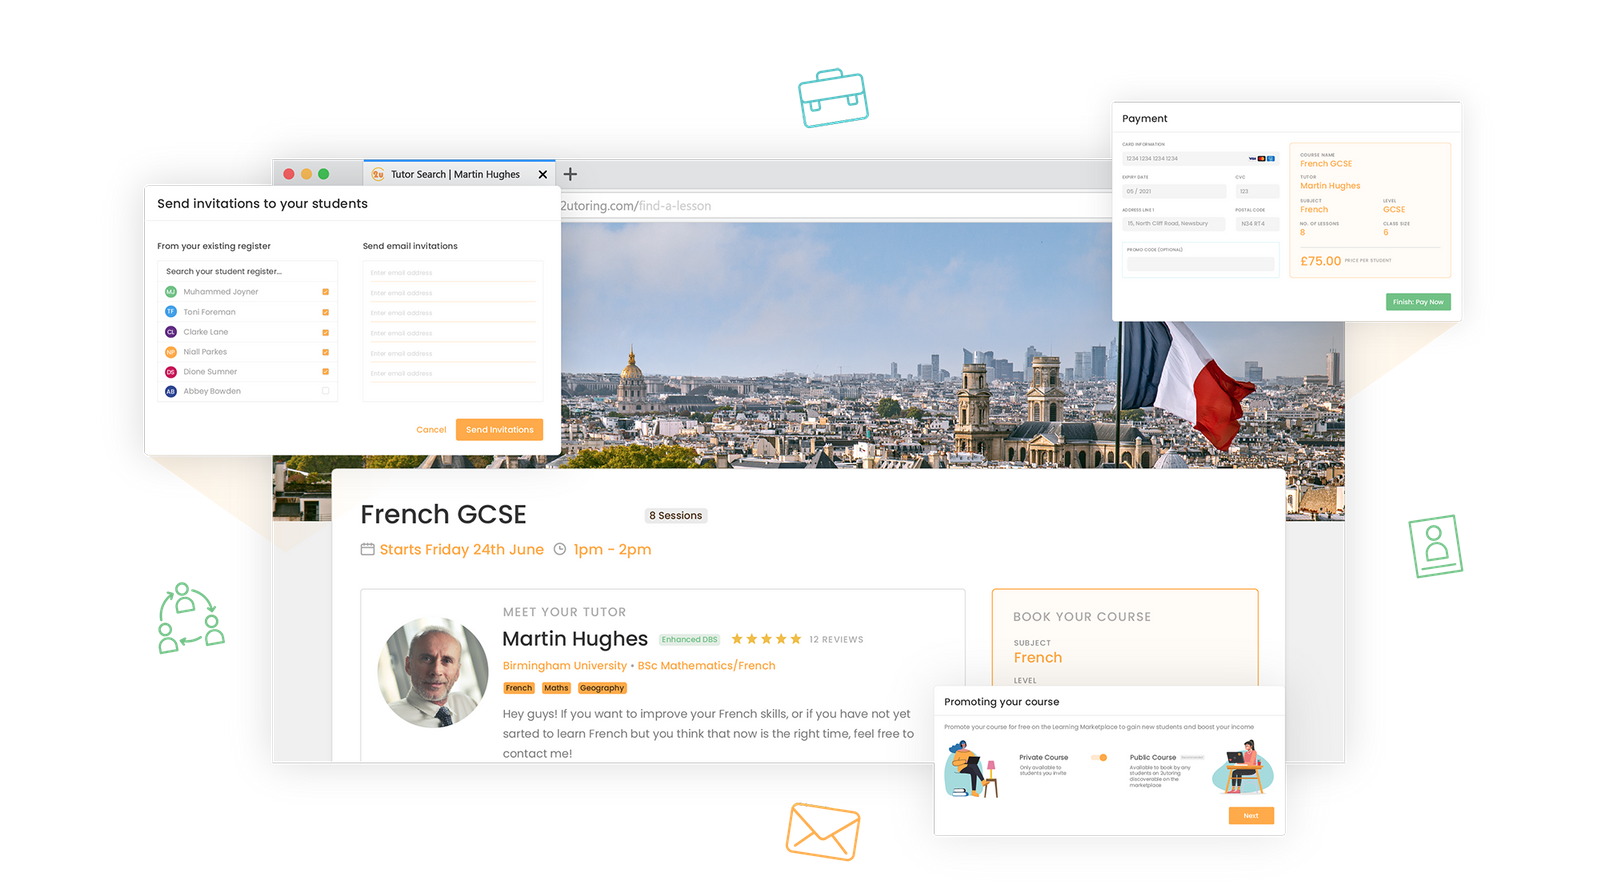 Tutor Search | Martin Hughes
2utoring.com/find-a-lesson
Send invitations to your students
From your existing register
Search your student register...
MJ Muhammed Joyner
TF Toni Foreman
CL Clarke Lane
NP Niall Parkes
DS Diane Sumner
AB Abbey Bowden
Send email invitations
Enter email address
Enter email address
Enter email address
Enter email address
Enter email address
Enter email address
Cancel
Send Invitations
Payment
CARD INFORMATION
1234 1234 1234 1234
VISA
EXPIRY DATE
CVC
05 / 2021
123
ADDRESS LINE 1
POSTAL CODE
15, North Cliff Road, Newsbury
N34 8T4
PROMO CODE (OPTIONAL)
COURSE NAME
French GCSE
TUTOR
Martin Hughes
SUBJECT
LEVEL
French
GCSE
NO. OF LESSONS
CLASS SIZE
8
6
£75.00 PRICE PER STUDENT
Finish: Pay Now
French GCSE
8 Sessions
Starts Friday 24th June
1pm - 2pm
MEET YOUR TUTOR
Martin Hughes
Enhanced DBS
12 REVIEWS
Birmingham University • BSc Mathematics/French
French
Maths
Geography
Hey guys! If you want to improve your French skills, or if you have not yet
sarted to learn French but you think that now is the right time, feel free to
contact me!
BOOK YOUR COURSE
SUBJECT
French
LEVEL
Promoting your course
Promote your course for free on the Learning Marketplace to gain new students and boost your income
Private Course
Only available to
students you invite
Public Course
Available to book by any
students on 2utoring
discoverable on the
marketplace
Next